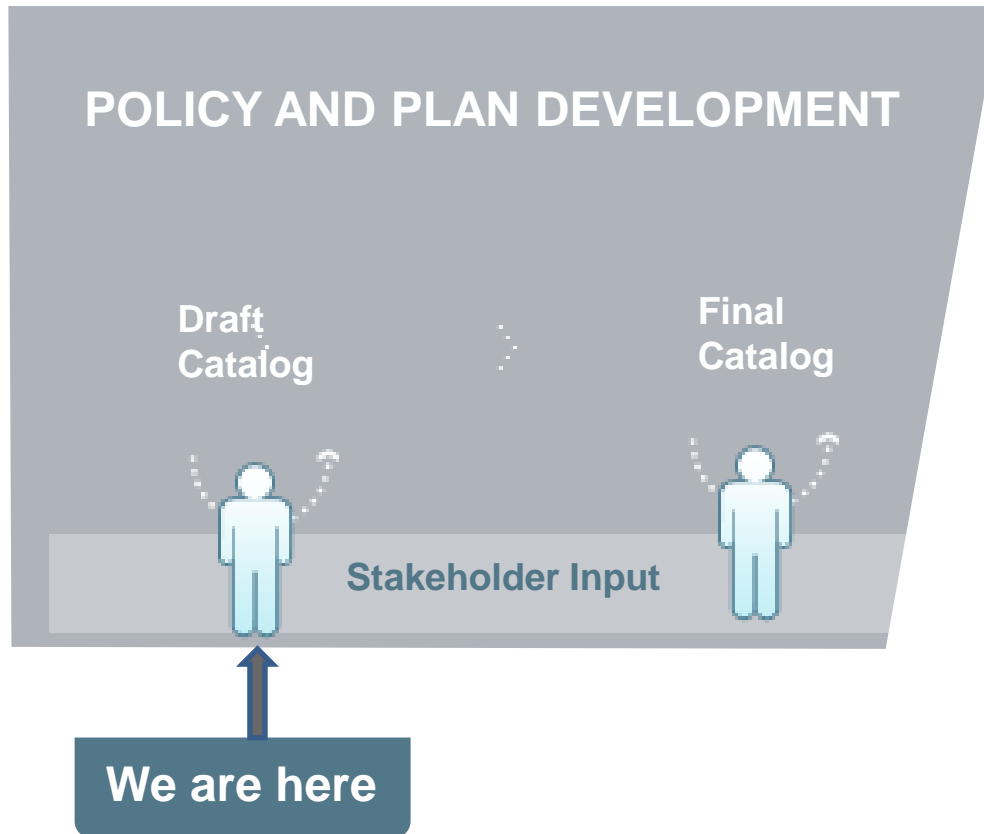 POLICY AND PLAN DEVELOPMENT
Draft
Catalog
Final
Catalog
Stakeholder Input
We are here